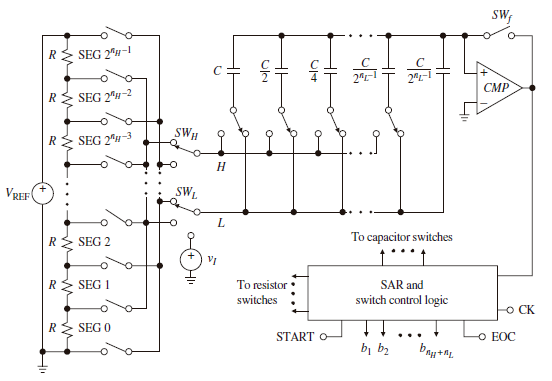 SW_f
R SEG 2^{n_H−1}
R SEG 2^{n_H−2}
R SEG 2^{n_H−3}
C
C/2
C/4
C/2^{n_L−1}
C/2^{n_L−1}
+
−
CMP
SW_H
H
V_REF
+
SW_L
L
R SEG 2
+
v_I
R SEG 1
R SEG 0
To capacitor switches
To resistor
switches
SAR and
switch control logic
CK
START
b_1 b_2
b_{n_H+n_L}
EOC